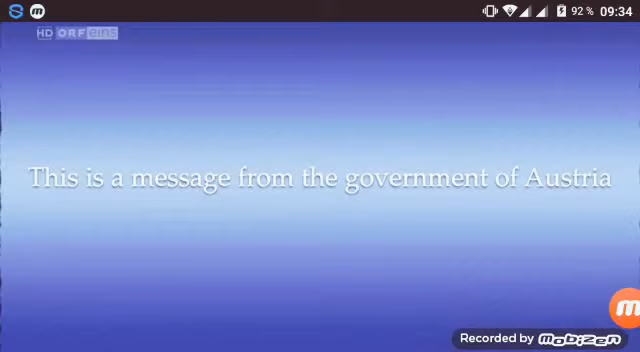 92 % 09:34
HD ORF eins
This is a message from the government of Austria
m
Recorded by mobizen